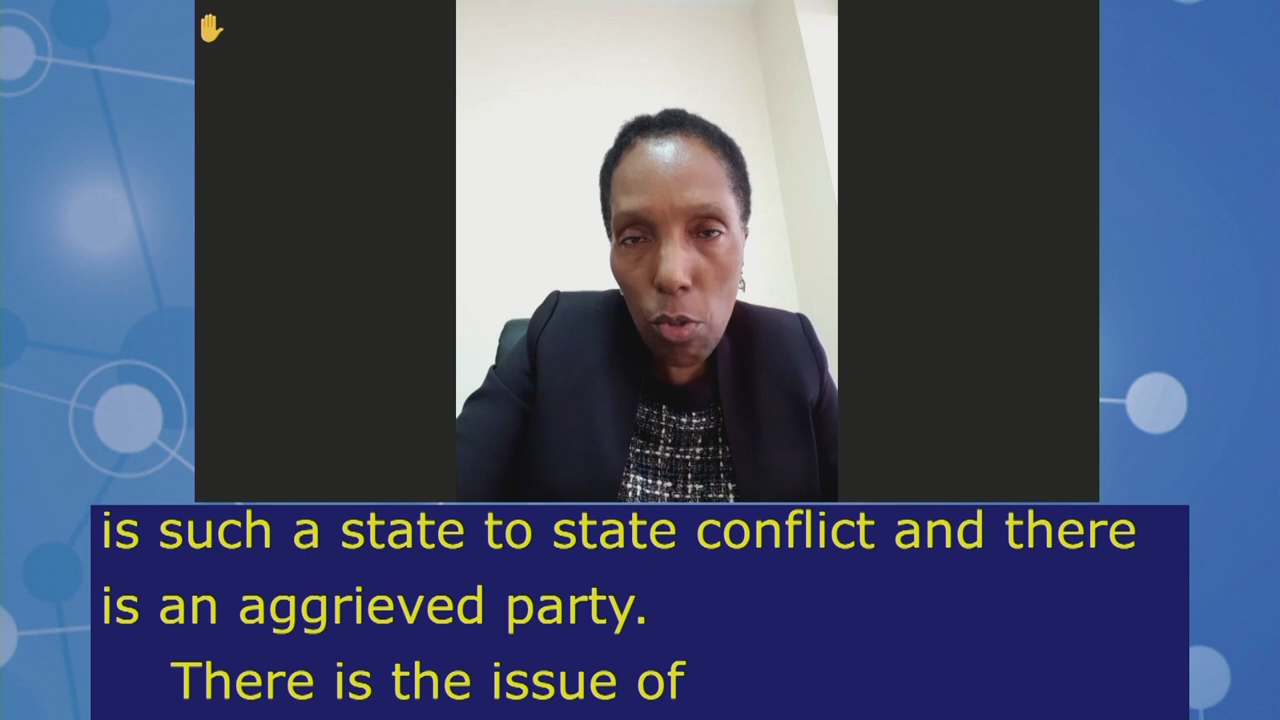 is such a state to state conflict and there
is an aggrieved party.
There is the issue of